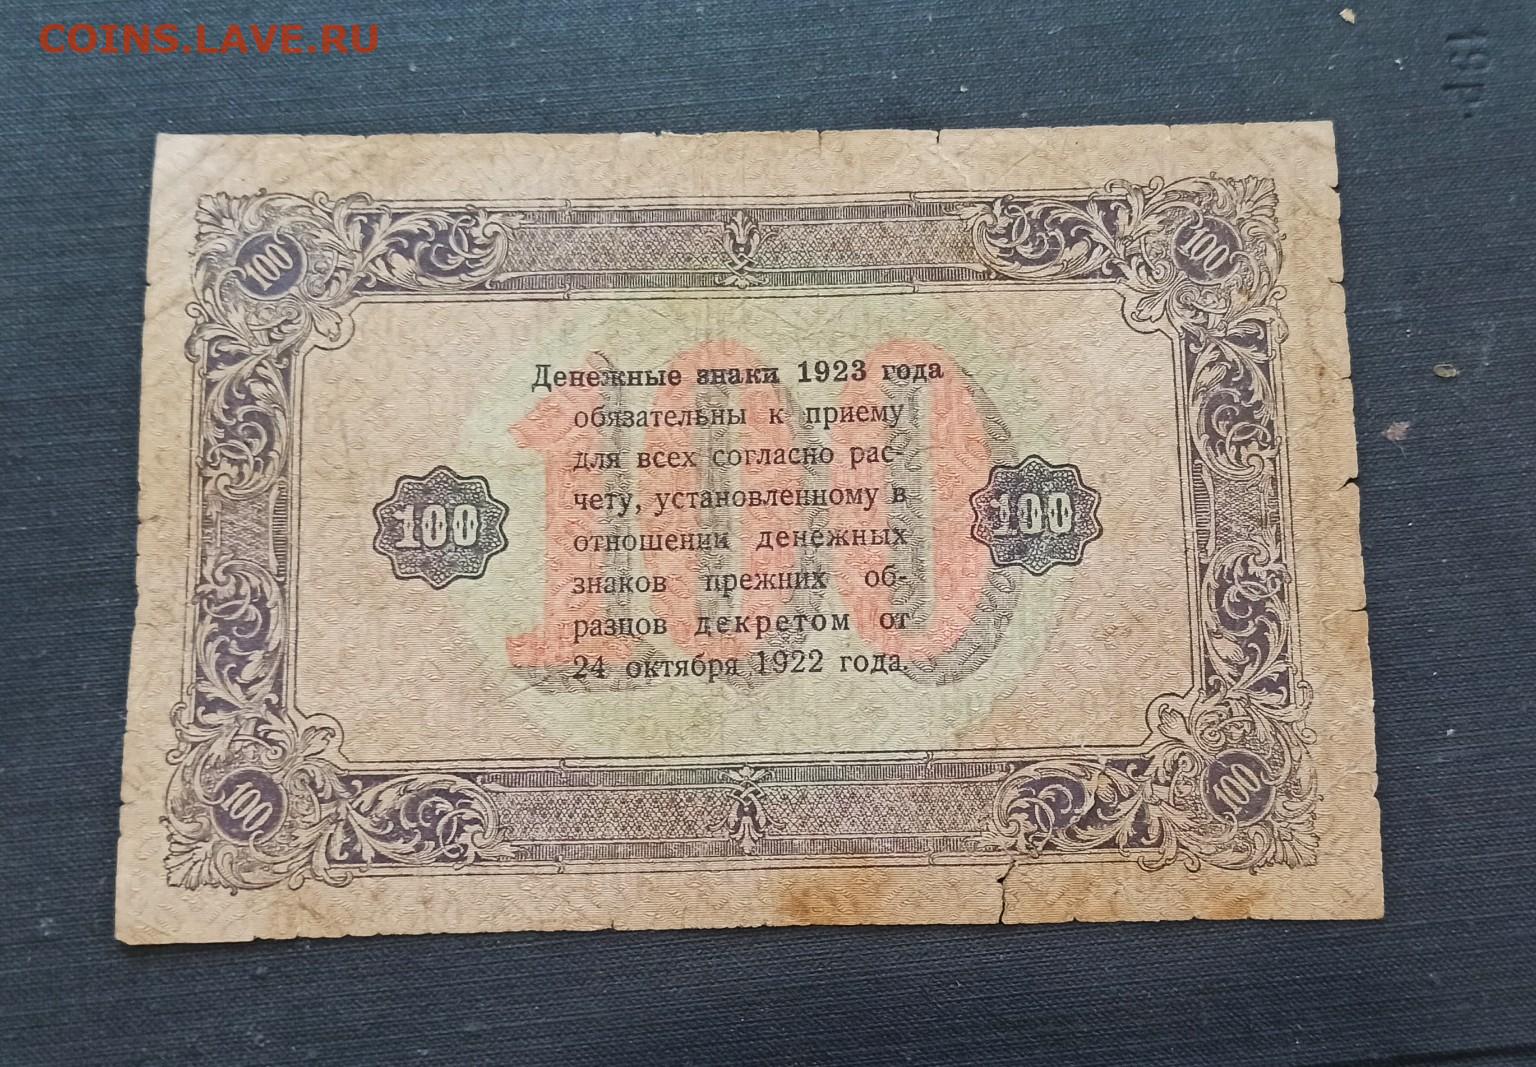 COINS.LAVE.RU
100
100
Денежные знаки 1923 года
обязательны к приему
для всех согласно рас-
чету, установленному в
отношении денежных
знаков прежних об-
разцов декретом от
24 октября 1922 года.
100
100
100
100
100